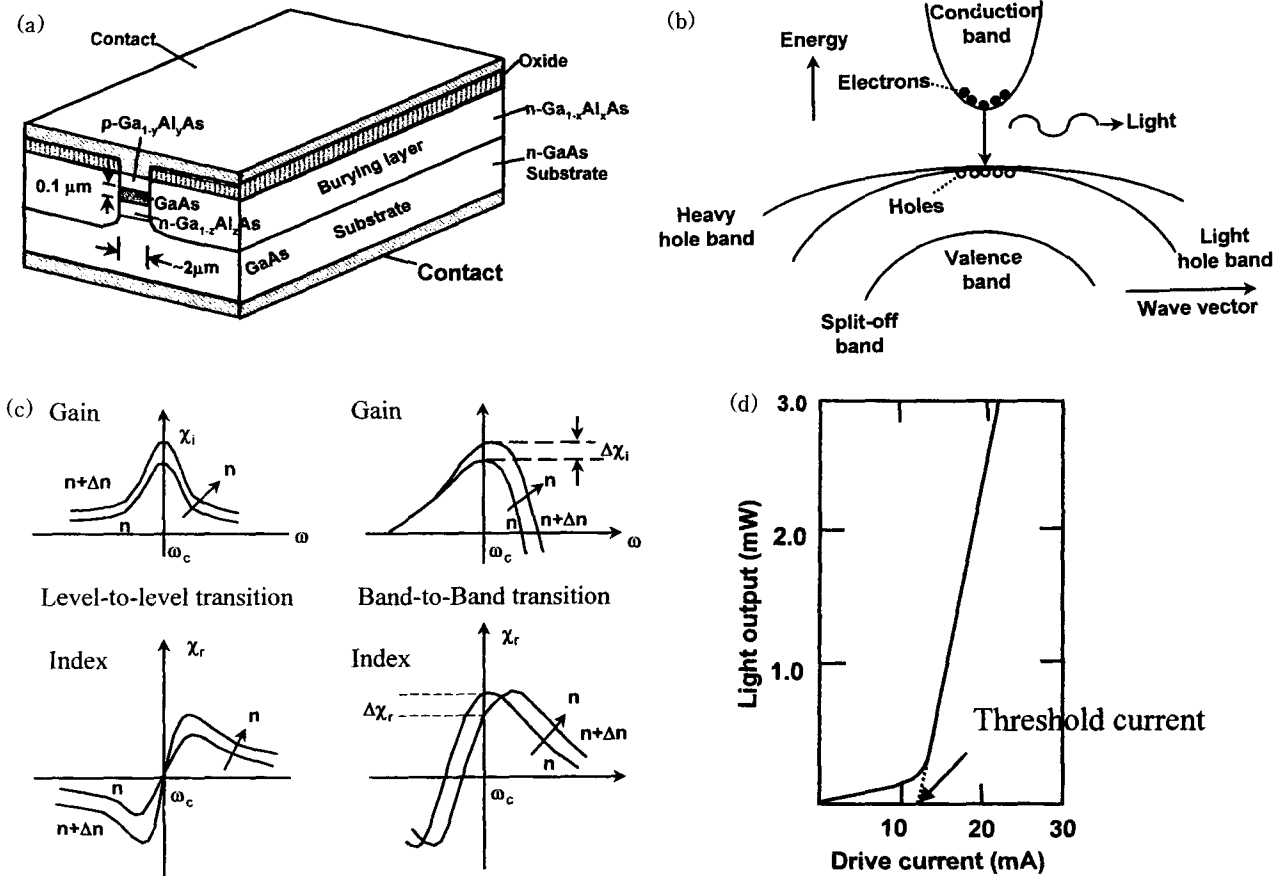 (a)
Contact
Oxide
p-Ga1-yAlyAs
n-Ga1-xAlxAs
n-GaAs
Substrate
Burying layer
0.1 μm
GaAs
n-Ga1-zAlzAs
Substrate
GaAs
~2μm
Contact
(b)
Conduction
band
Energy
Electrons
Light
Holes
Heavy
hole band
Light
hole band
Valence
band
Split-off
band
Wave vector
(c)
Gain
χi
n+Δn
n
n
ωc
ω
Gain
Δχi
n
n
n+Δn
ωc
ω
Level-to-level transition
Band-to-Band transition
Index
χr
n
n
n+Δn
ωc
Index
χr
Δχr
n
n+Δn
n
ωc
(d)
3.0
2.0
1.0
Light output (mW)
Threshold current
10
20
30
Drive current (mA)